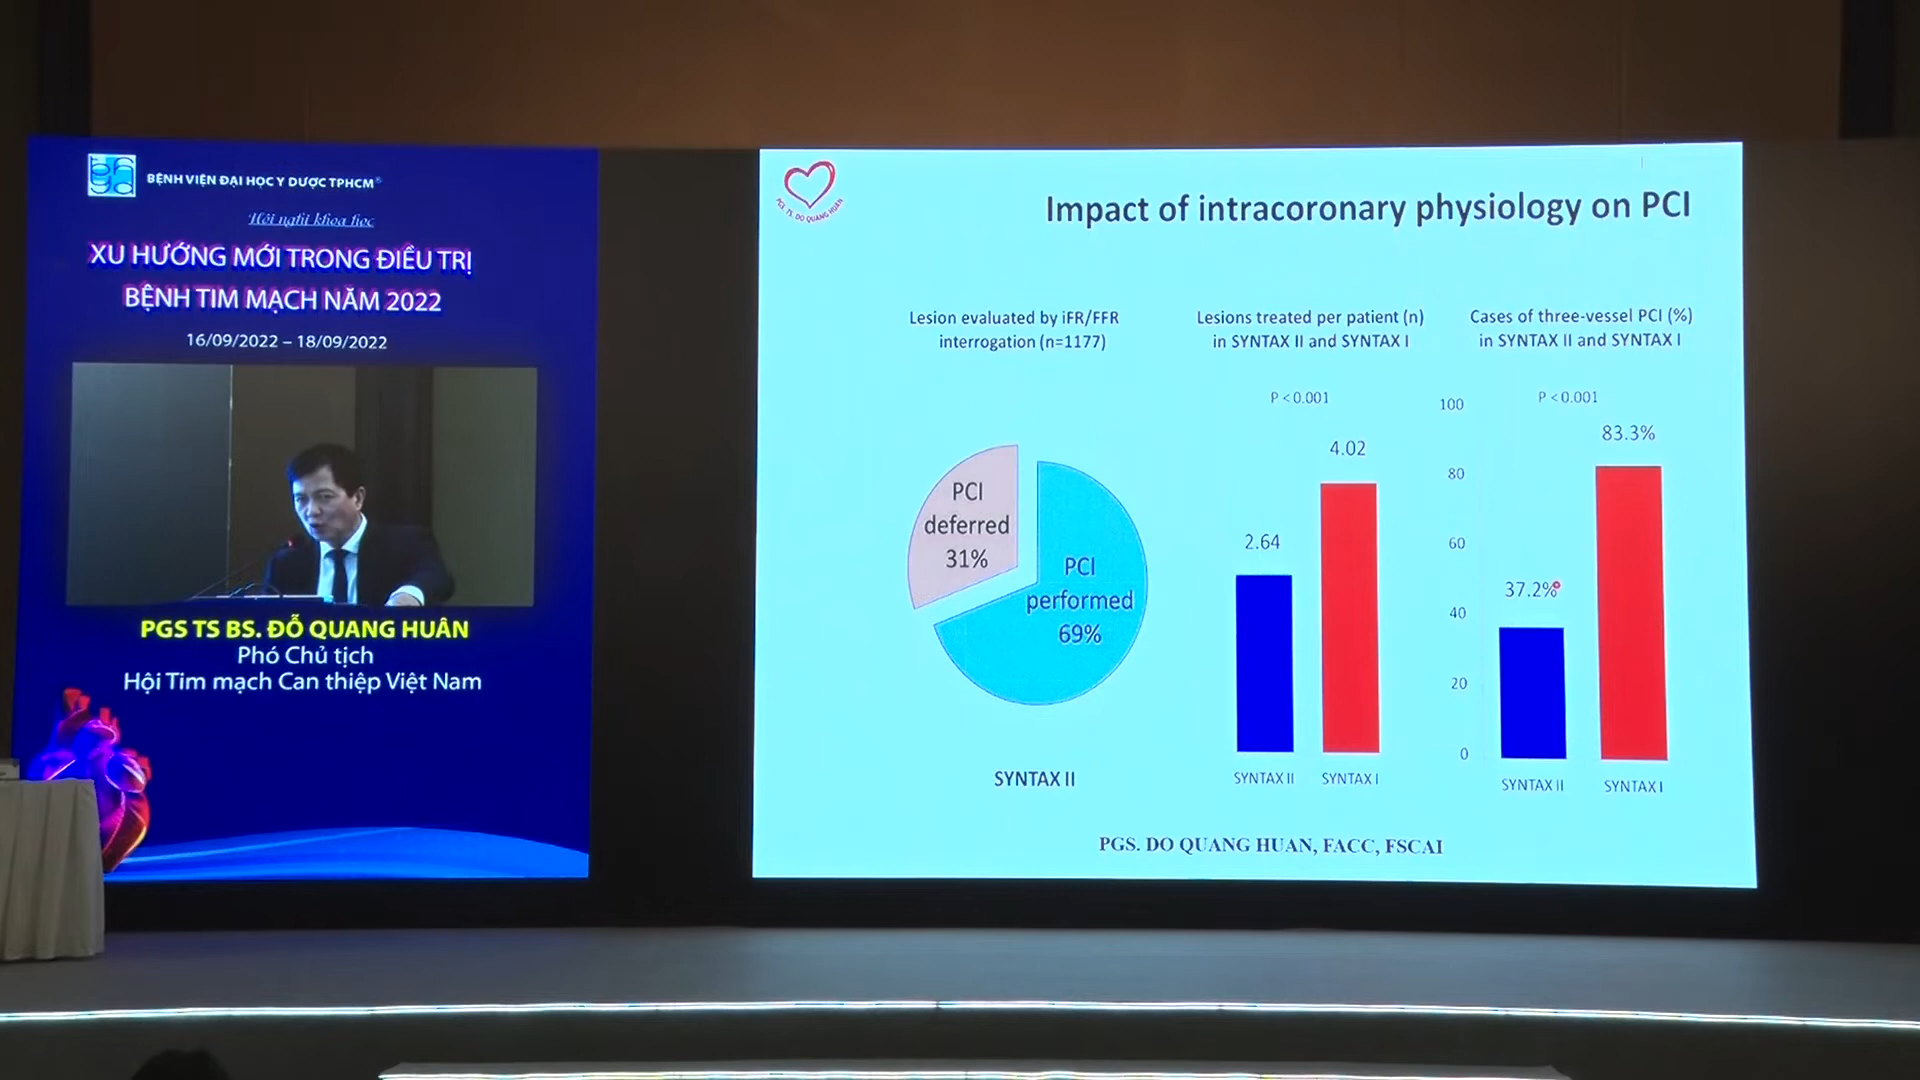 BỆNH VIỆN ĐẠI HỌC Y DƯỢC TPHCM®
Hội nghị khoa học
XU HƯỚNG MỚI TRONG ĐIỀU TRỊ
BỆNH TIM MẠCH NĂM 2022
16/09/2022 – 18/09/2022
PGS TS BS. ĐỖ QUANG HUÂN
Phó Chủ tịch
Hội Tim mạch Can thiệp Việt Nam
PGS. TS. DO QUANG HUAN
Impact of intracoronary physiology on PCI
Lesion evaluated by iFR/FFR
interrogation (n=1177)
PCI
deferred
31%
PCI
performed
69%
SYNTAX II
Lesions treated per patient (n)
in SYNTAX II and SYNTAX I
P < 0.001
4.02
2.64
SYNTAX II
SYNTAX I
Cases of three-vessel PCI (%)
in SYNTAX II and SYNTAX I
P < 0.001
100
80
60
40
20
0
83.3%
37.2%
SYNTAX II
SYNTAX I
PGS. DO QUANG HUAN, FACC, FSCAI